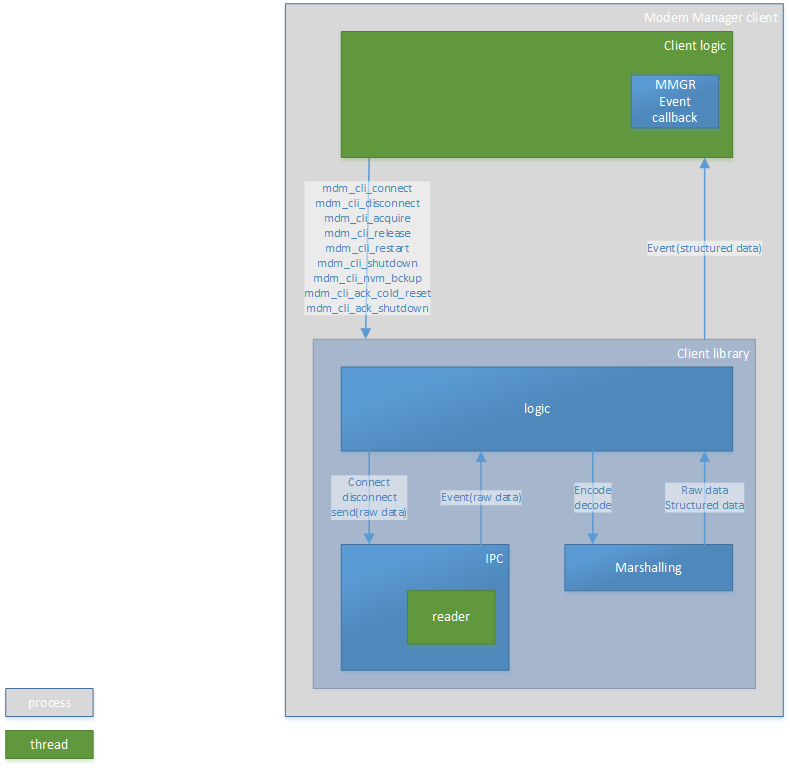 Modem Manager client
Client logic
MMGR
Event
callback
mdm_cli_connect
mdm_cli_disconnect
mdm_cli_acquire
mdm_cli_release
mdm_cli_restart
mdm_cli_shutdown
mdm_cli_nvm_bckup
mdm_cli_ack_cold_reset
mdm_cli_ack_shutdown
Event(structured data)
Client library
logic
Connect
disconnect
send(raw data)
Event(raw data)
Encode
decode
Raw data
Structured data
IPC
reader
Marshalling
process
thread